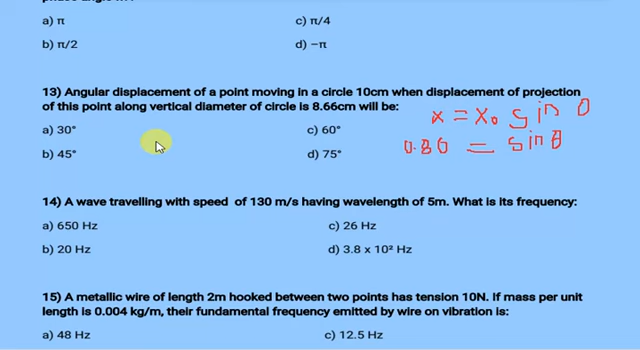 a) π
c) π/4
b) π/2
d) −π
13) Angular displacement of a point moving in a circle 10cm when displacement of projection
of this point along vertical diameter of circle is 8.66cm will be:
x = x₀ sin θ
a) 30°
c) 60°
0.86 = sin θ
b) 45°
d) 75°
14) A wave travelling with speed of 130 m/s having wavelength of 5m. What is its frequency:
a) 650 Hz
c) 26 Hz
b) 20 Hz
d) 3.8 x 10² Hz
15) A metallic wire of length 2m hooked between two points has tension 10N. If mass per unit
length is 0.004 kg/m, their fundamental frequency emitted by wire on vibration is:
a) 48 Hz
c) 12.5 Hz